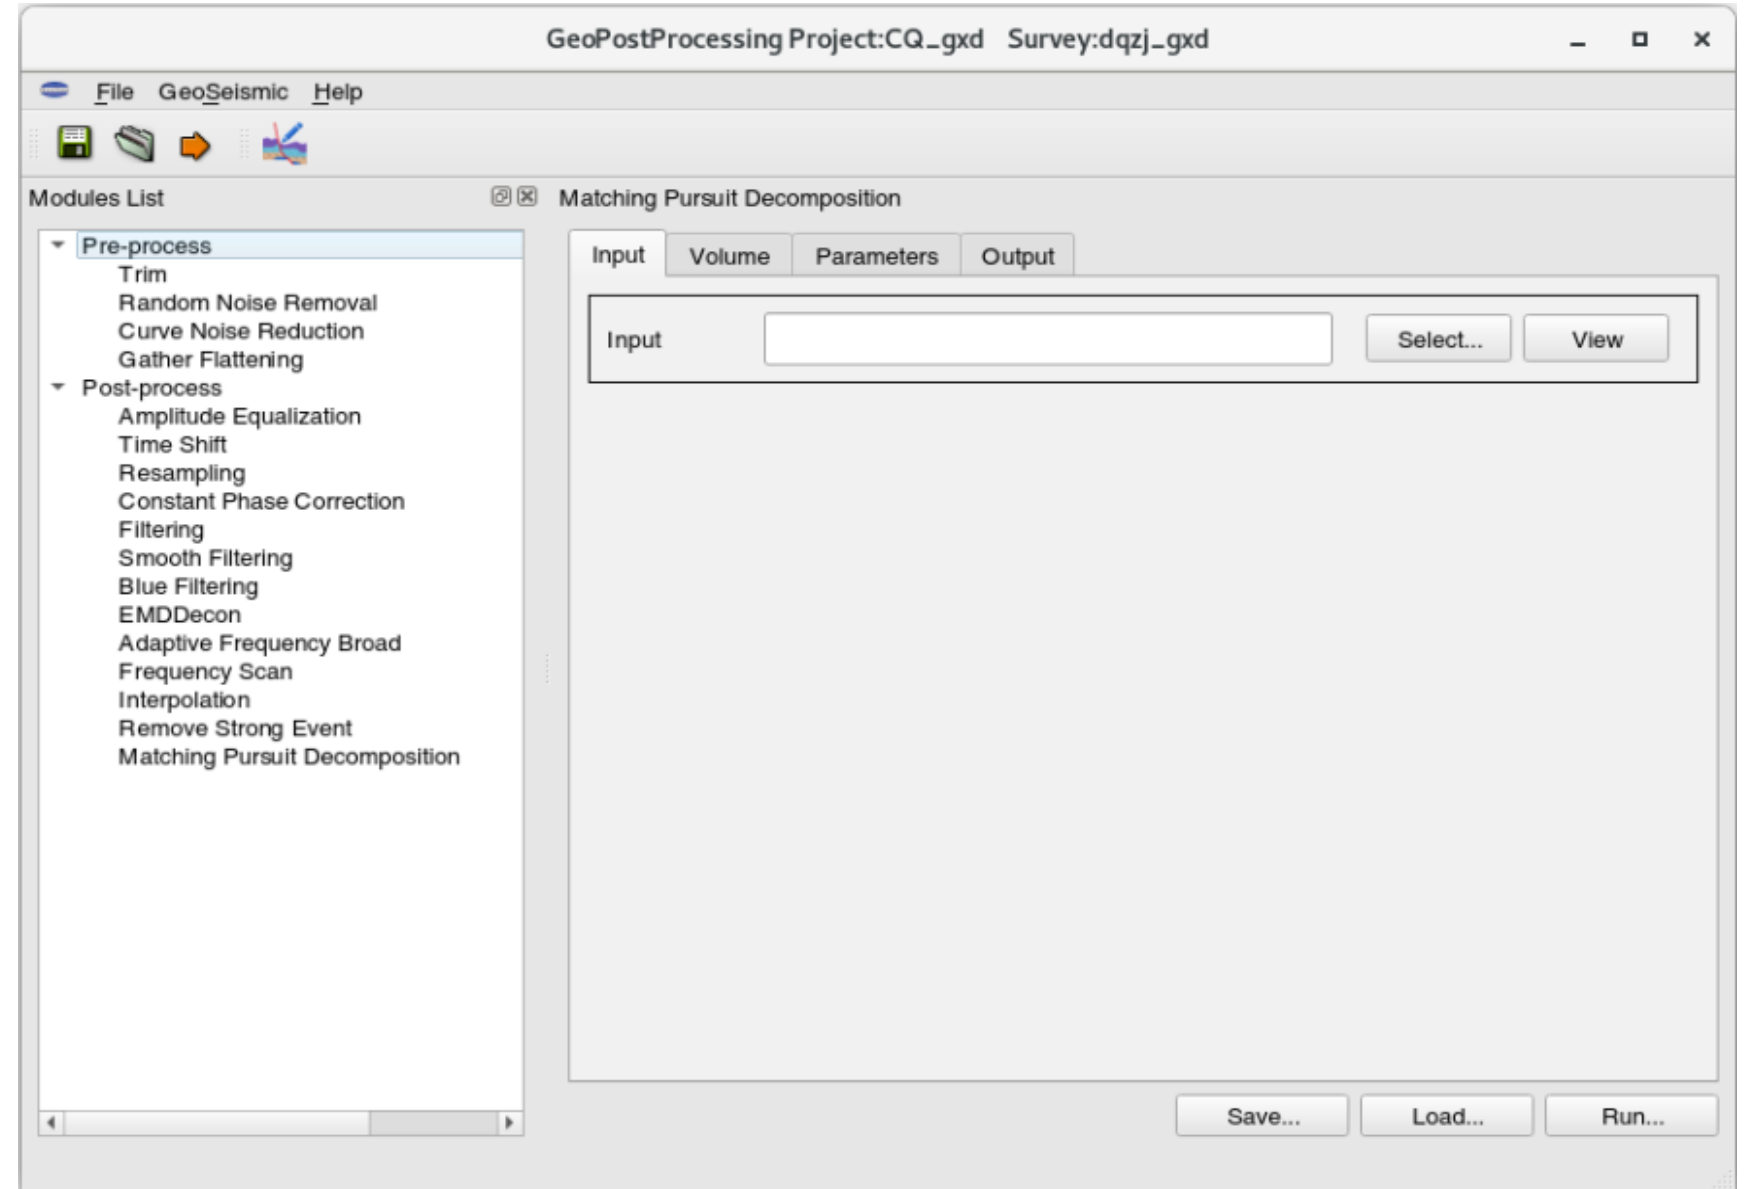 GeoPostProcessing Project:CQ_gxd Survey:dqzj_gxd
File GeoSeismic Help
Modules List
Pre-process
Trim
Random Noise Removal
Curve Noise Reduction
Gather Flattening
Post-process
Amplitude Equalization
Time Shift
Resampling
Constant Phase Correction
Filtering
Smooth Filtering
Blue Filtering
EMDDecon
Adaptive Frequency Broad
Frequency Scan
Interpolation
Remove Strong Event
Matching Pursuit Decomposition
Matching Pursuit Decomposition
Input Volume Parameters Output
Input Select... View
Save... Load... Run...